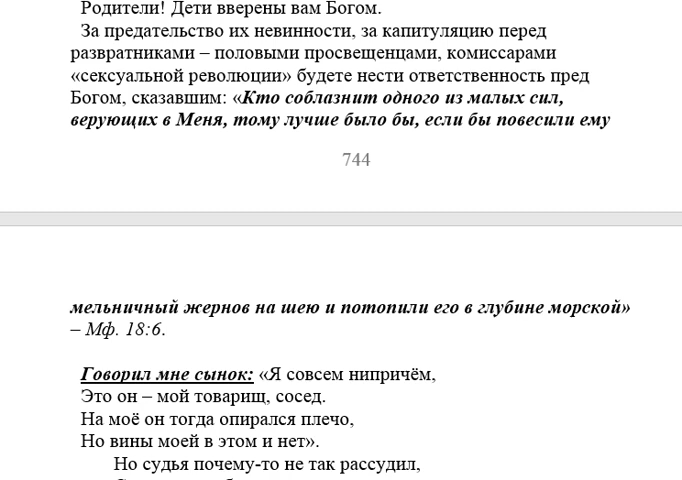 Родители! Дети вверены вам Богом.
За предательство их невинности, за капитуляцию перед
развратниками – половыми просвещенцами, комиссарами
«сексуальной революции» будете нести ответственность пред
Богом, сказавшим: «Кто соблазнит одного из малых сил,
верующих в Меня, тому лучше было бы, если бы повесили ему
744
мельничный жернов на шею и потопили его в глубине морской»
– Мф. 18:6.
Говорил мне сынок: «Я совсем нипричём,
Это он – мой товарищ, сосед.
На моё он тогда опирался плечо,
Но вины моей в этом и нет».
Но судья почему-то не так рассудил,